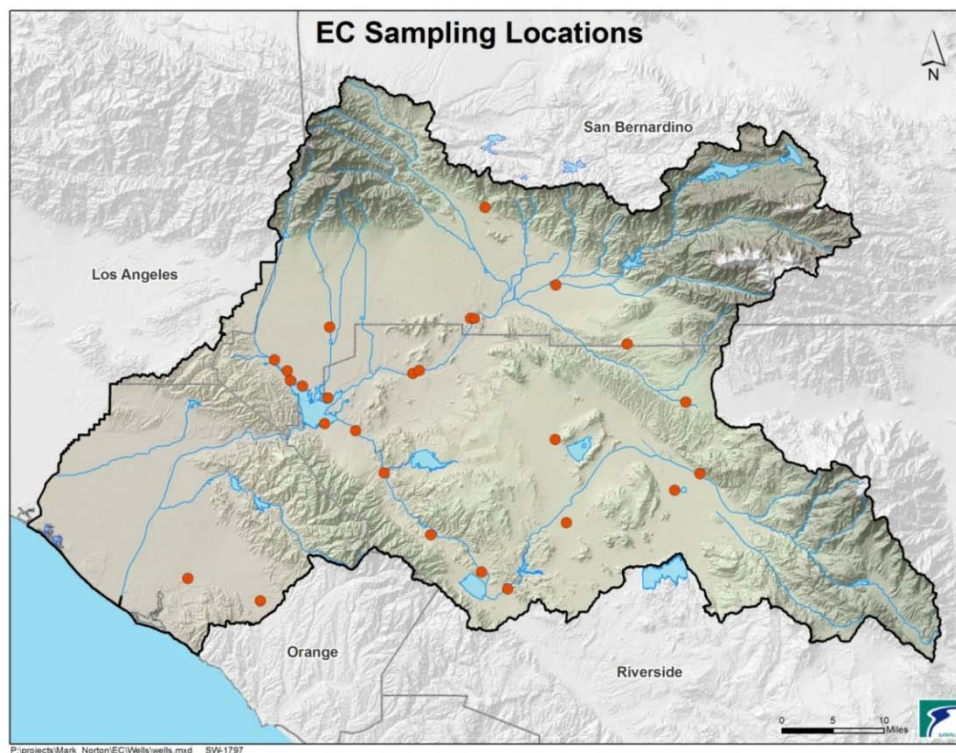 EC Sampling Locations
N
San Bernardino
Los Angeles
Orange
Riverside
0 5 10
Miles
P:\projects\Mark_Norton\EC\Wells\wells.mxd SW-1797